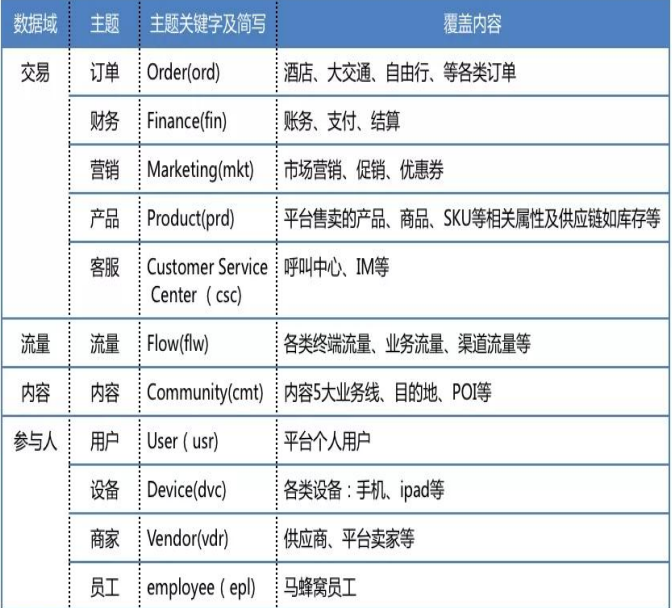 数据域 主题 主题关键字及简写 覆盖内容
交易 订单 Order(ord) 酒店、大交通、自由行、等各类订单
财务 Finance(fin) 账务、支付、结算
营销 Marketing(mkt) 市场营销、促销、优惠券
产品 Product(prd) 平台售卖的产品、商品、SKU等相关属性及供应链如库存等
客服 Customer Service 呼叫中心、IM等
Center （csc)
流量 流量 Flow(flw) 各类终端流量、业务流量、渠道流量等
内容 内容 Community(cmt) 内容5大业务线、目的地、POI等
参与人 用户 User（usr) 平台个人用户
设备 Device(dvc) 各类设备：手机、ipad等
商家 Vendor(vdr) 供应商、平台卖家等
员工 employee（epl) 马蜂窝员工